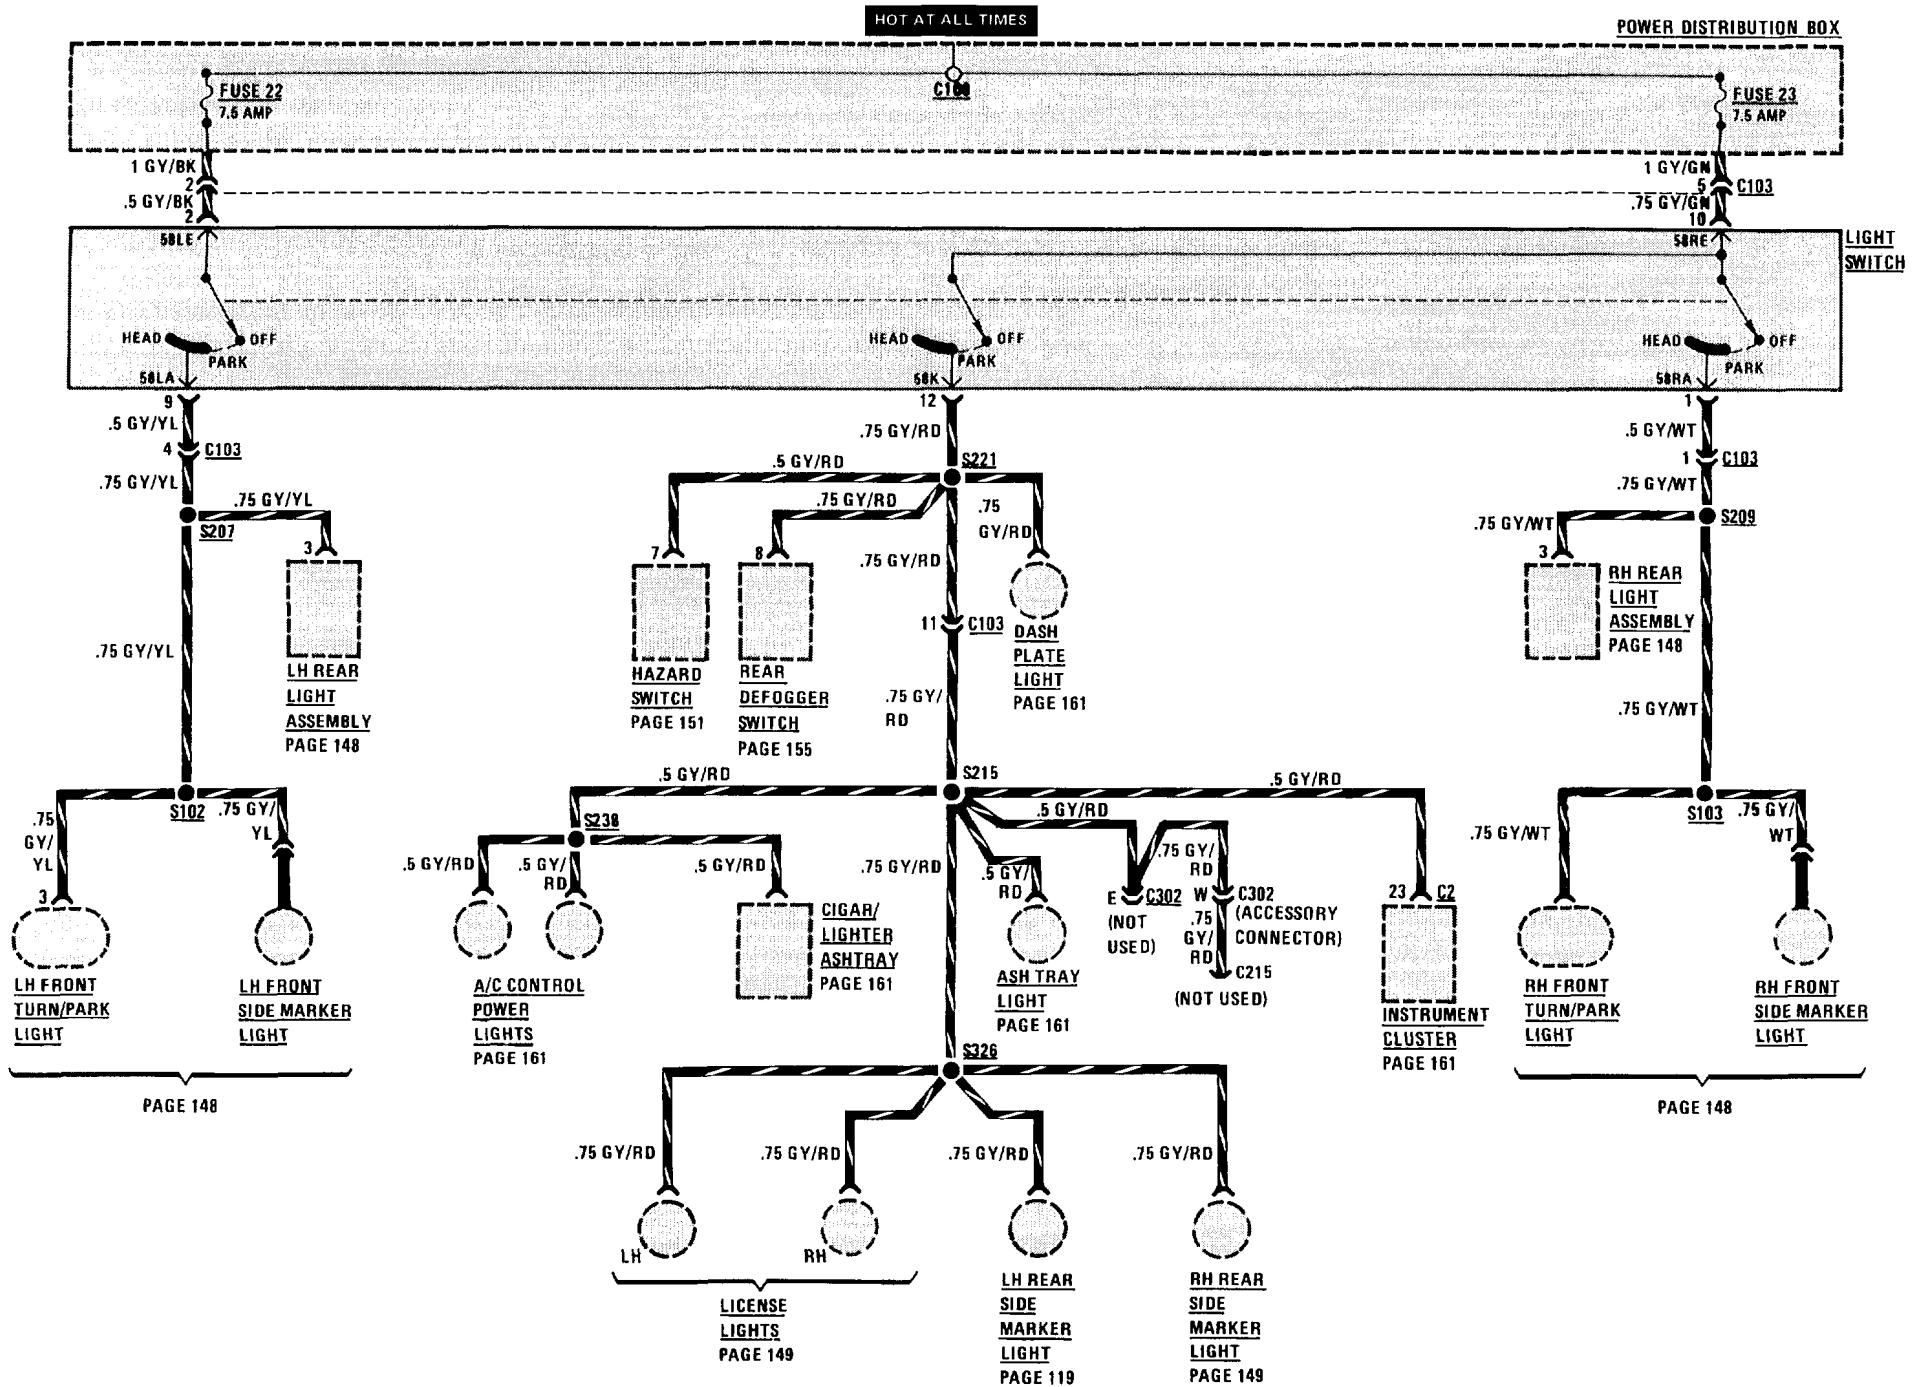 HOT AT ALL TIMES
POWER DISTRIBUTION BOX
FUSE 22
7.5 AMP
FUSE 23
7.5 AMP
1 GY/BK
2
.5 GY/BK
2
1 GY/GN
5
C103
.75 GY/GN
10
58LE
58RE
LIGHT
SWITCH
HEAD
OFF
PARK
HEAD
OFF
PARK
HEAD
OFF
PARK
58LA
58K
58RA
9
12
1
.5 GY/YL
.75 GY/RD
.5 GY/WT
4
C103
1
C103
.75 GY/YL
.75 GY/WT
.5 GY/RD
S221
.75 GY/YL
.75 GY/RD
.75
GY/RD
S207
.75 GY/WT
S209
3
7
8
.75 GY/RD
3
RH REAR
LIGHT
ASSEMBLY
PAGE 148
11
C103
DASH
PLATE
LIGHT
PAGE 161
.75 GY/YL
LH REAR
LIGHT
ASSEMBLY
PAGE 148
HAZARD
SWITCH
PAGE 151
REAR
DEFOGGER
SWITCH
PAGE 155
.75 GY/
RD
.75 GY/WT
.5 GY/RD
S215
.5 GY/RD
S102
.75 GY/
YL
.75
GY/
YL
S238
.5 GY/RD
.5 GY/RD
.5 GY/
RD
.5 GY/RD
.75 GY/RD
.5 GY/
RD
.75 GY/
RD
S103
.75 GY/
WT
.75 GY/WT
3
E
C302
(NOT
USED)
W
C302
(ACCESSORY
CONNECTOR)
.75
GY/
RD
C215
(NOT USED)
23
C2
CIGAR/
LIGHTER
ASHTRAY
PAGE 161
LH FRONT
TURN/PARK
LIGHT
LH FRONT
SIDE MARKER
LIGHT
A/C CONTROL
POWER
LIGHTS
PAGE 161
ASH TRAY
LIGHT
PAGE 161
INSTRUMENT
CLUSTER
PAGE 161
RH FRONT
TURN/PARK
LIGHT
RH FRONT
SIDE MARKER
LIGHT
PAGE 148
S326
PAGE 148
.75 GY/RD
.75 GY/RD
.75 GY/RD
.75 GY/RD
LH
RH
LICENSE
LIGHTS
PAGE 149
LH REAR
SIDE
MARKER
LIGHT
PAGE 119
RH REAR
SIDE
MARKER
LIGHT
PAGE 149